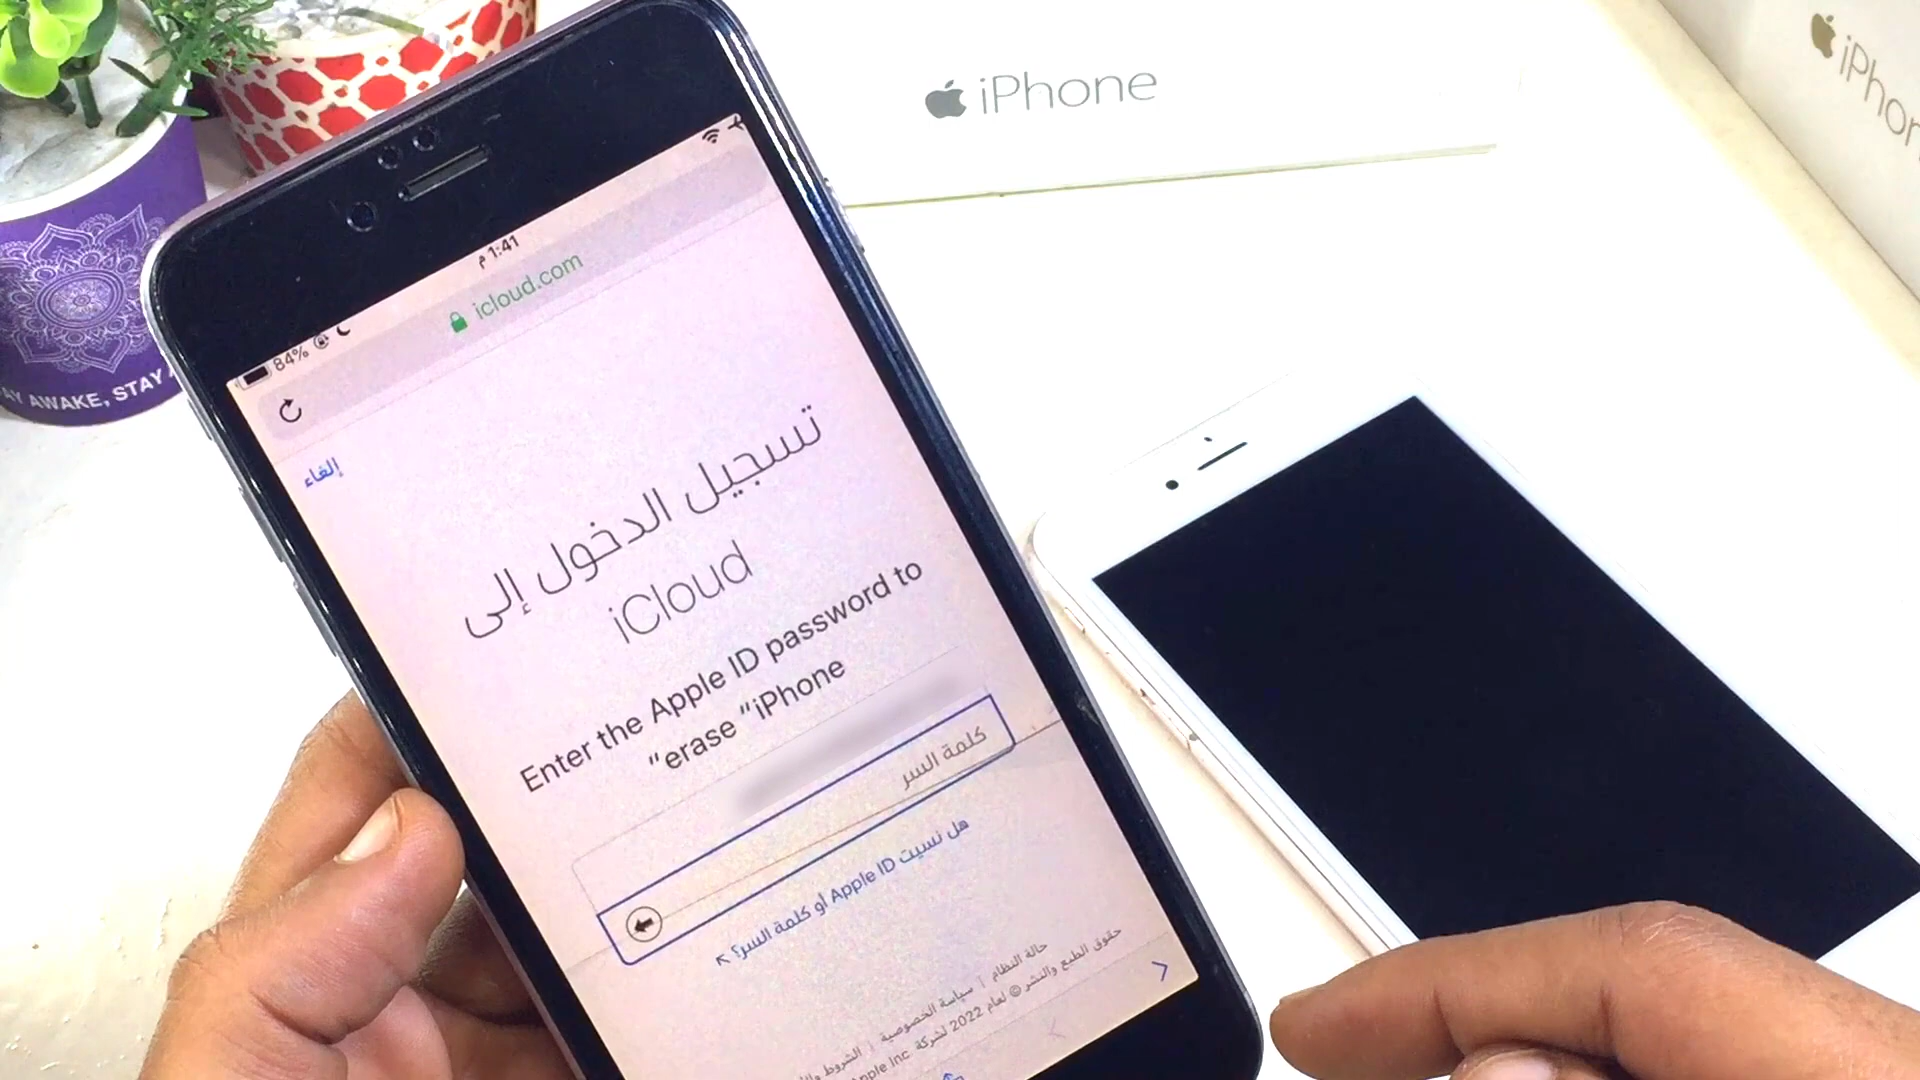 iPhone
iPhon
AY AWAKE, STAY
1:41 م
84%
icloud.com
إلغاء
تسجيل الدخول إلى
iCloud
Enter the Apple ID password to
"erase "iPhone
كلمة السر
هل نسيت Apple ID أو كلمة السر؟
حالة النظام | سياسة الخصوصية | الشروط
حقوق الطبع والنشر © لعام 2022 لشركة Apple Inc